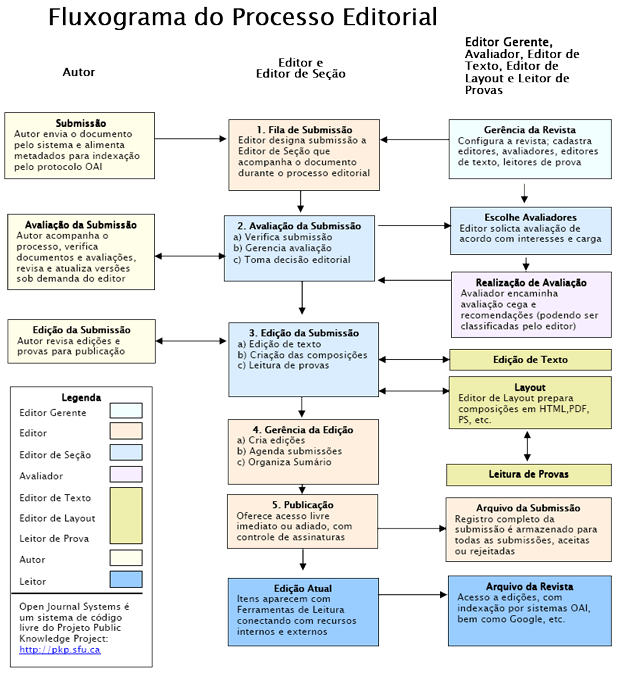 Fluxograma do Processo Editorial
Autor
Editor e
Editor de Seção
Editor Gerente,
Avaliador, Editor de
Texto, Editor de
Layout e Leitor de
Provas
Submissão
Autor envia o documento
pelo sistema e alimenta
metadados para indexação
pelo protocolo OAI
1. Fila de Submissão
Editor designa submissão a
Editor de Seção que
acompanha o documento
durante o processo editorial
Gerência da Revista
Configura a revista; cadastra
editores, avaliadores, editores
de texto, leitores de prova
Avaliação da Submissão
Autor acompanha o
processo, verifica
documentos e avaliações,
revisa e atualiza versões
sob demanda do editor
2. Avaliação da Submissão
a) Verifica submissão
b) Gerencia avaliação
c) Toma decisão editorial
Escolhe Avaliadores
Editor solicta avaliação de
acordo com interesses e carga
Realização de Avaliação
Avaliador encaminha
avaliação cega e
recomendões (podendo ser
classificadas pelo editor)
Edição da Submissão
Autor revisa edições e
provas para publicação
3. Edição da Submissão
a) Edição de texto
b) Criação das composições
c) Leitura de provas
Edição de Texto
Layout
Editor de Layout prepara
composições em HTML,PDF,
PS, etc.
Leitura de Provas
4. Gerência da Edição
a) Cria edições
b) Agenda submissões
c) Organiza Sumário
5. Publicação
Oferece acesso livre
imediato ou adiado, com
controle de assinaturas
Arquivo da Submissão
Registro completo da
submissão é armazenado para
todas as submissões, aceitas
ou rejeitadas
Edição Atual
Itens aparecem com
Ferramentas de Leitura
conectando com recursos
internos e externos
Arquivo da Revista
Acesso a edições, com
indexação por sistemas OAI,
bem como Google, etc.
Legenda
Editor Gerente
Editor
Editor de Seção
Avaliador
Editor de Texto
Editor de Layout
Leitor de Prova
Autor
Leitor
Open Journal Systems é
um sistema de código
livre do Projeto Public
Knowledge Project:
http://pkp.sfu.ca